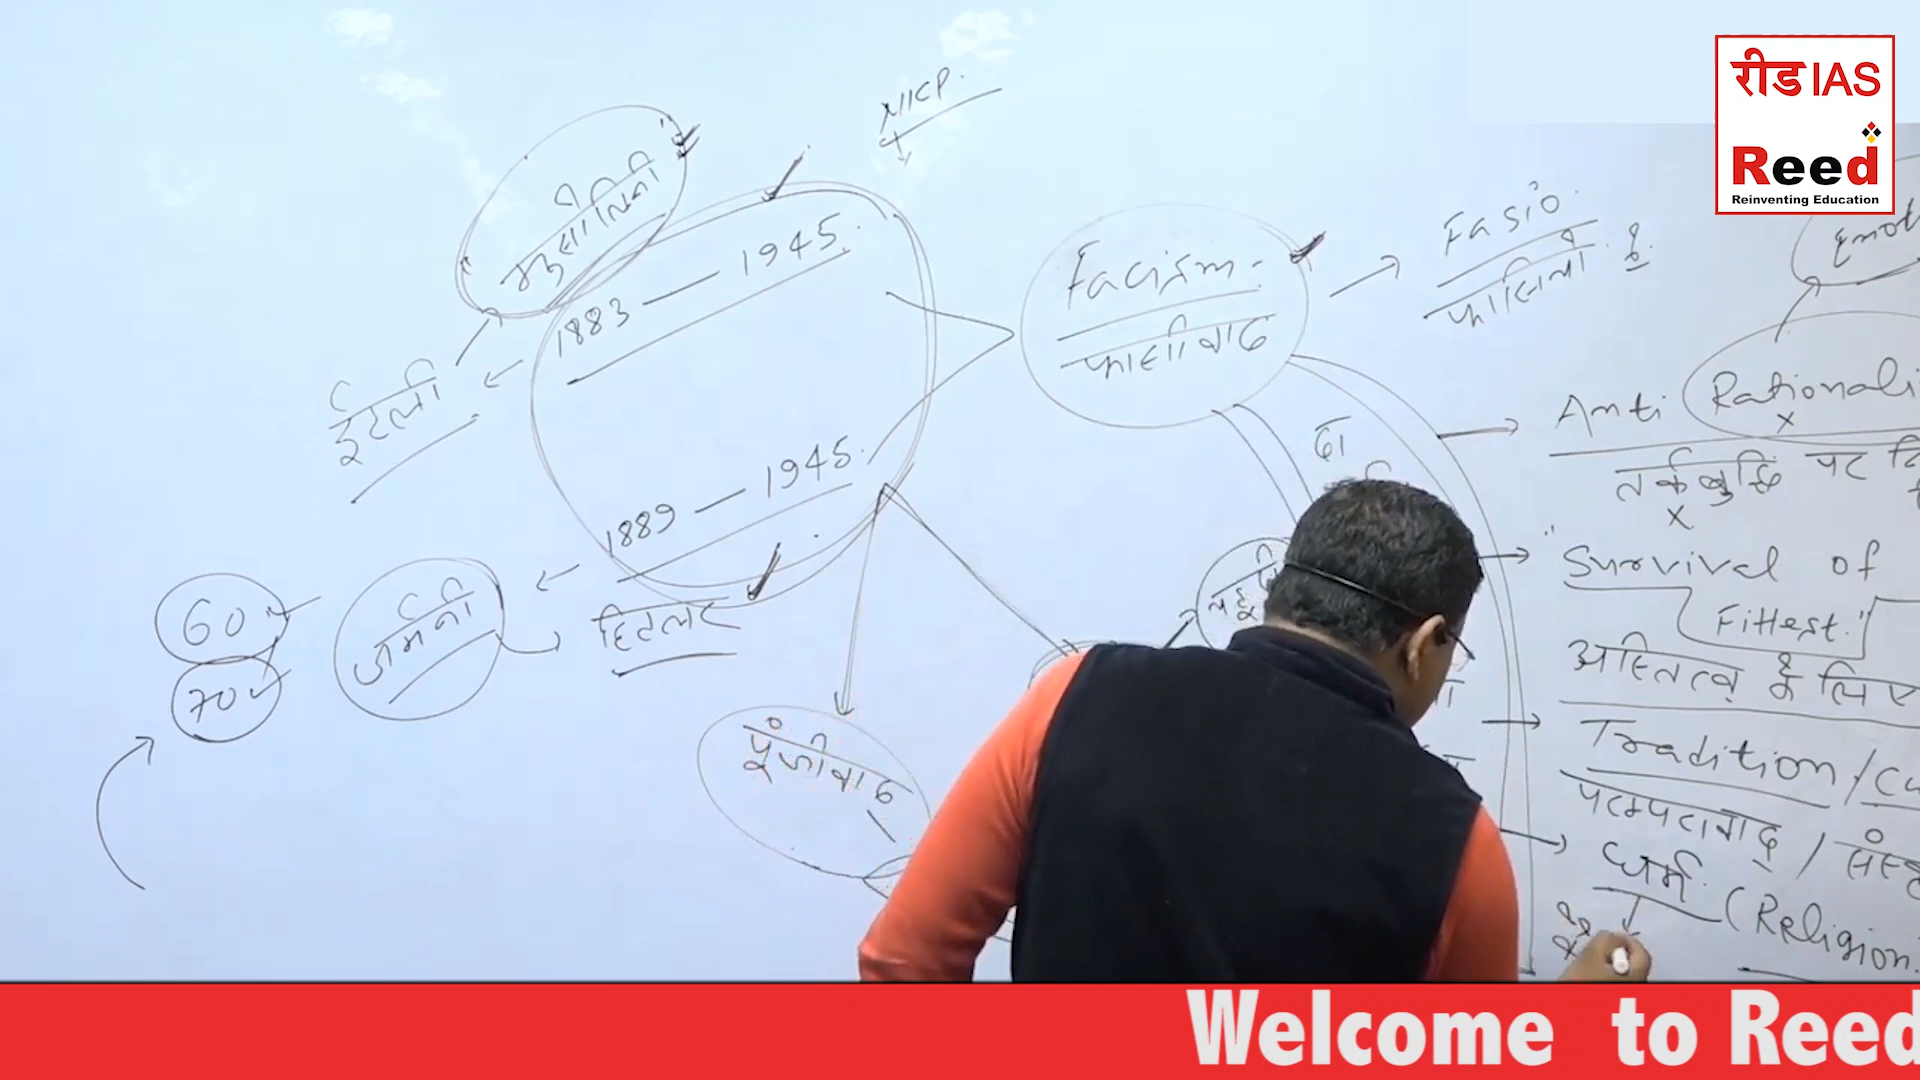 रीड IAS
Reed
Reinventing Education
मुसोलिनी
1883 — 1945.
इटली
1889 — 1945.
जर्मनी
हिटलर
60
70
पूंजीवाद
Facism
फासीवाद
Fasio.
Emot
Anti Rationali
तर्कबुद्धि पर
"Survival of
Fittest."
अस्तित्व के लिए
Tradition /
परम्परावाद /
धर्म (Religion.
Welcome to Reed